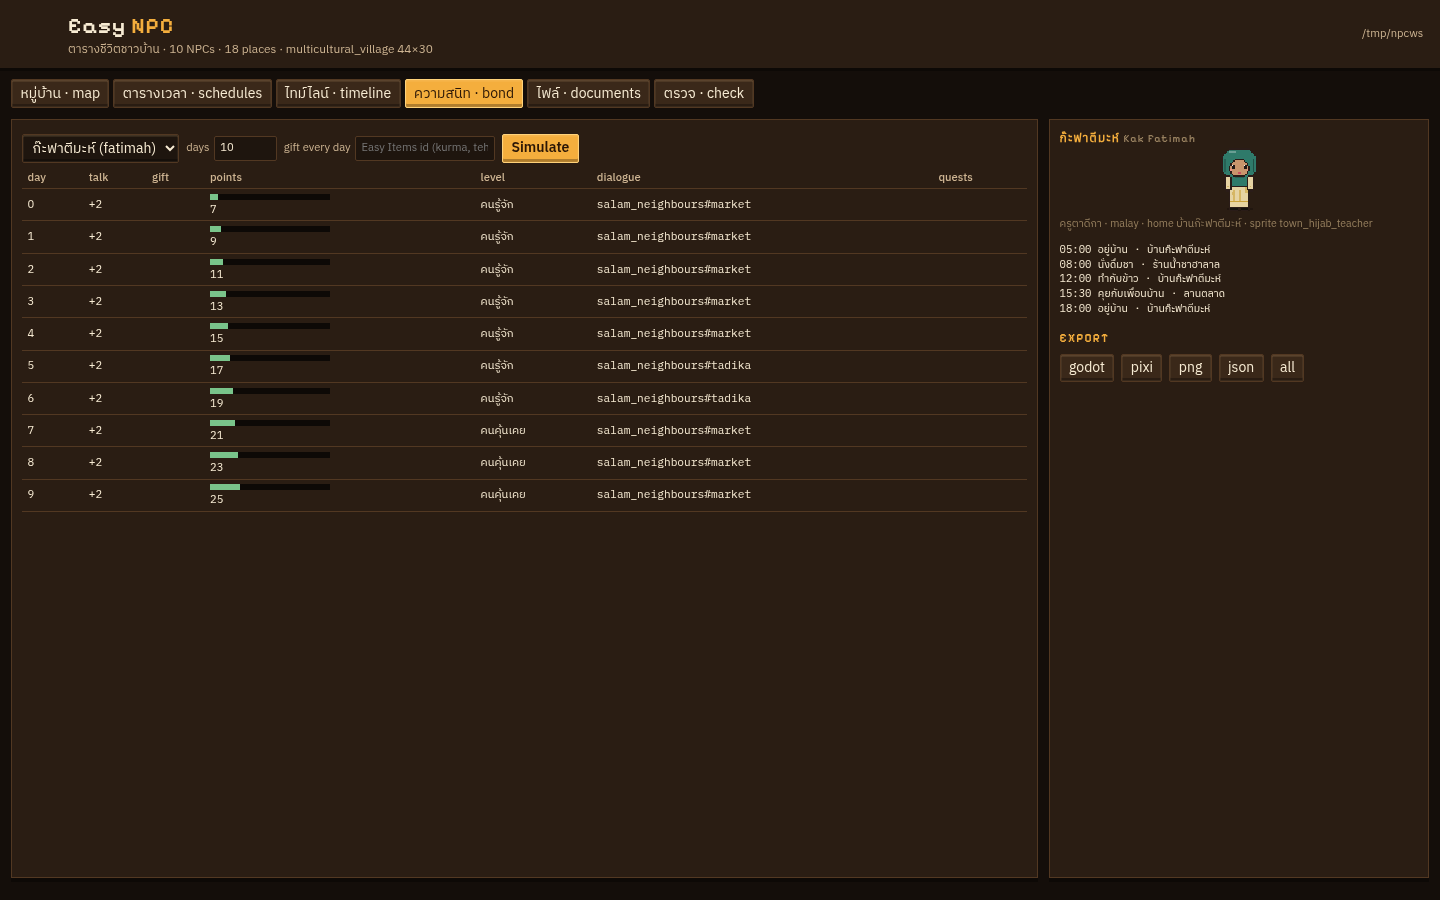 Easy NPC
ตารางชีวิตชาวบ้าน · 10 NPCs · 18 places · multicultural_village 44×30
/tmp/npcws
หมู่บ้าน · map
ตารางเวลา · schedules
ไทม์ไลน์ · timeline
ความสนิท · bond
ไฟล์ · documents
ตรวจ · check
ก๊ะฟาตีมะห์ (fatimah) days 10 gift every day Easy Items id (kurma, teh Simulate
day talk gift points level dialogue quests
0 +2 7 คนรู้จัก salam_neighbours#market
1 +2 9 คนรู้จัก salam_neighbours#market
2 +2 11 คนรู้จัก salam_neighbours#market
3 +2 13 คนรู้จัก salam_neighbours#market
4 +2 15 คนรู้จัก salam_neighbours#market
5 +2 17 คนรู้จัก salam_neighbours#tadika
6 +2 19 คนรู้จัก salam_neighbours#tadika
7 +2 21 คนคุ้นเคย salam_neighbours#market
8 +2 23 คนคุ้นเคย salam_neighbours#market
9 +2 25 คนคุ้นเคย salam_neighbours#market
ก๊ะฟาตีมะห์ Kak Fatimah
ครูตาดีกา · malay · home บ้านก๊ะฟาตีมะห์ · sprite town_hijab_teacher
05:00 อยู่บ้าน · บ้านก๊ะฟาตีมะห์
08:00 นั่งดื่มชา · ร้านน้ำชาฮาลาล
12:00 ทำกับข้าว · บ้านก๊ะฟาตีมะห์
15:30 คุยกับเพื่อนบ้าน · ลานตลาด
18:00 อยู่บ้าน · บ้านก๊ะฟาตีมะห์
EXPORT
godot pixi png json all